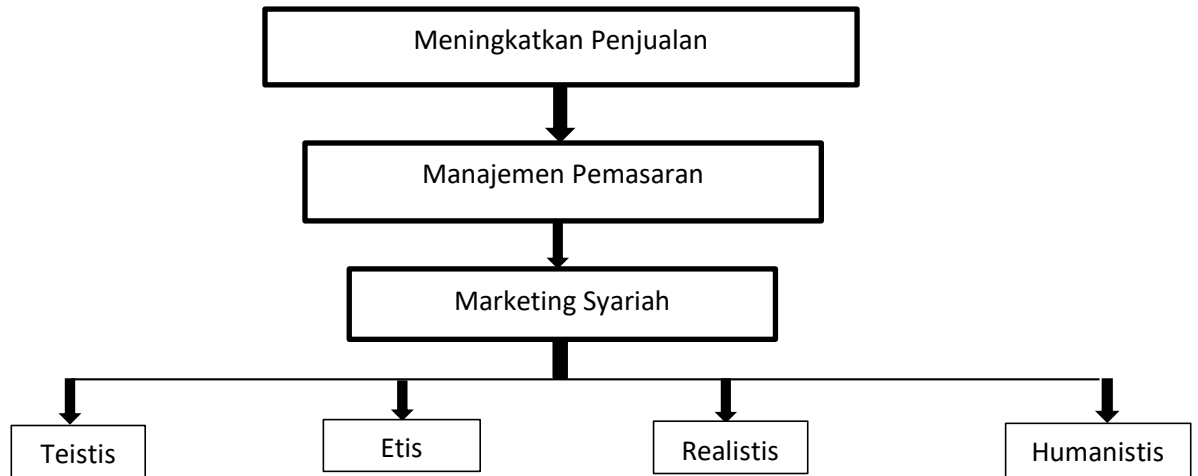 Meningkatkan Penjualan
Manajemen Pemasaran
Marketing Syariah
Teistis
Etis
Realistis
Humanistis